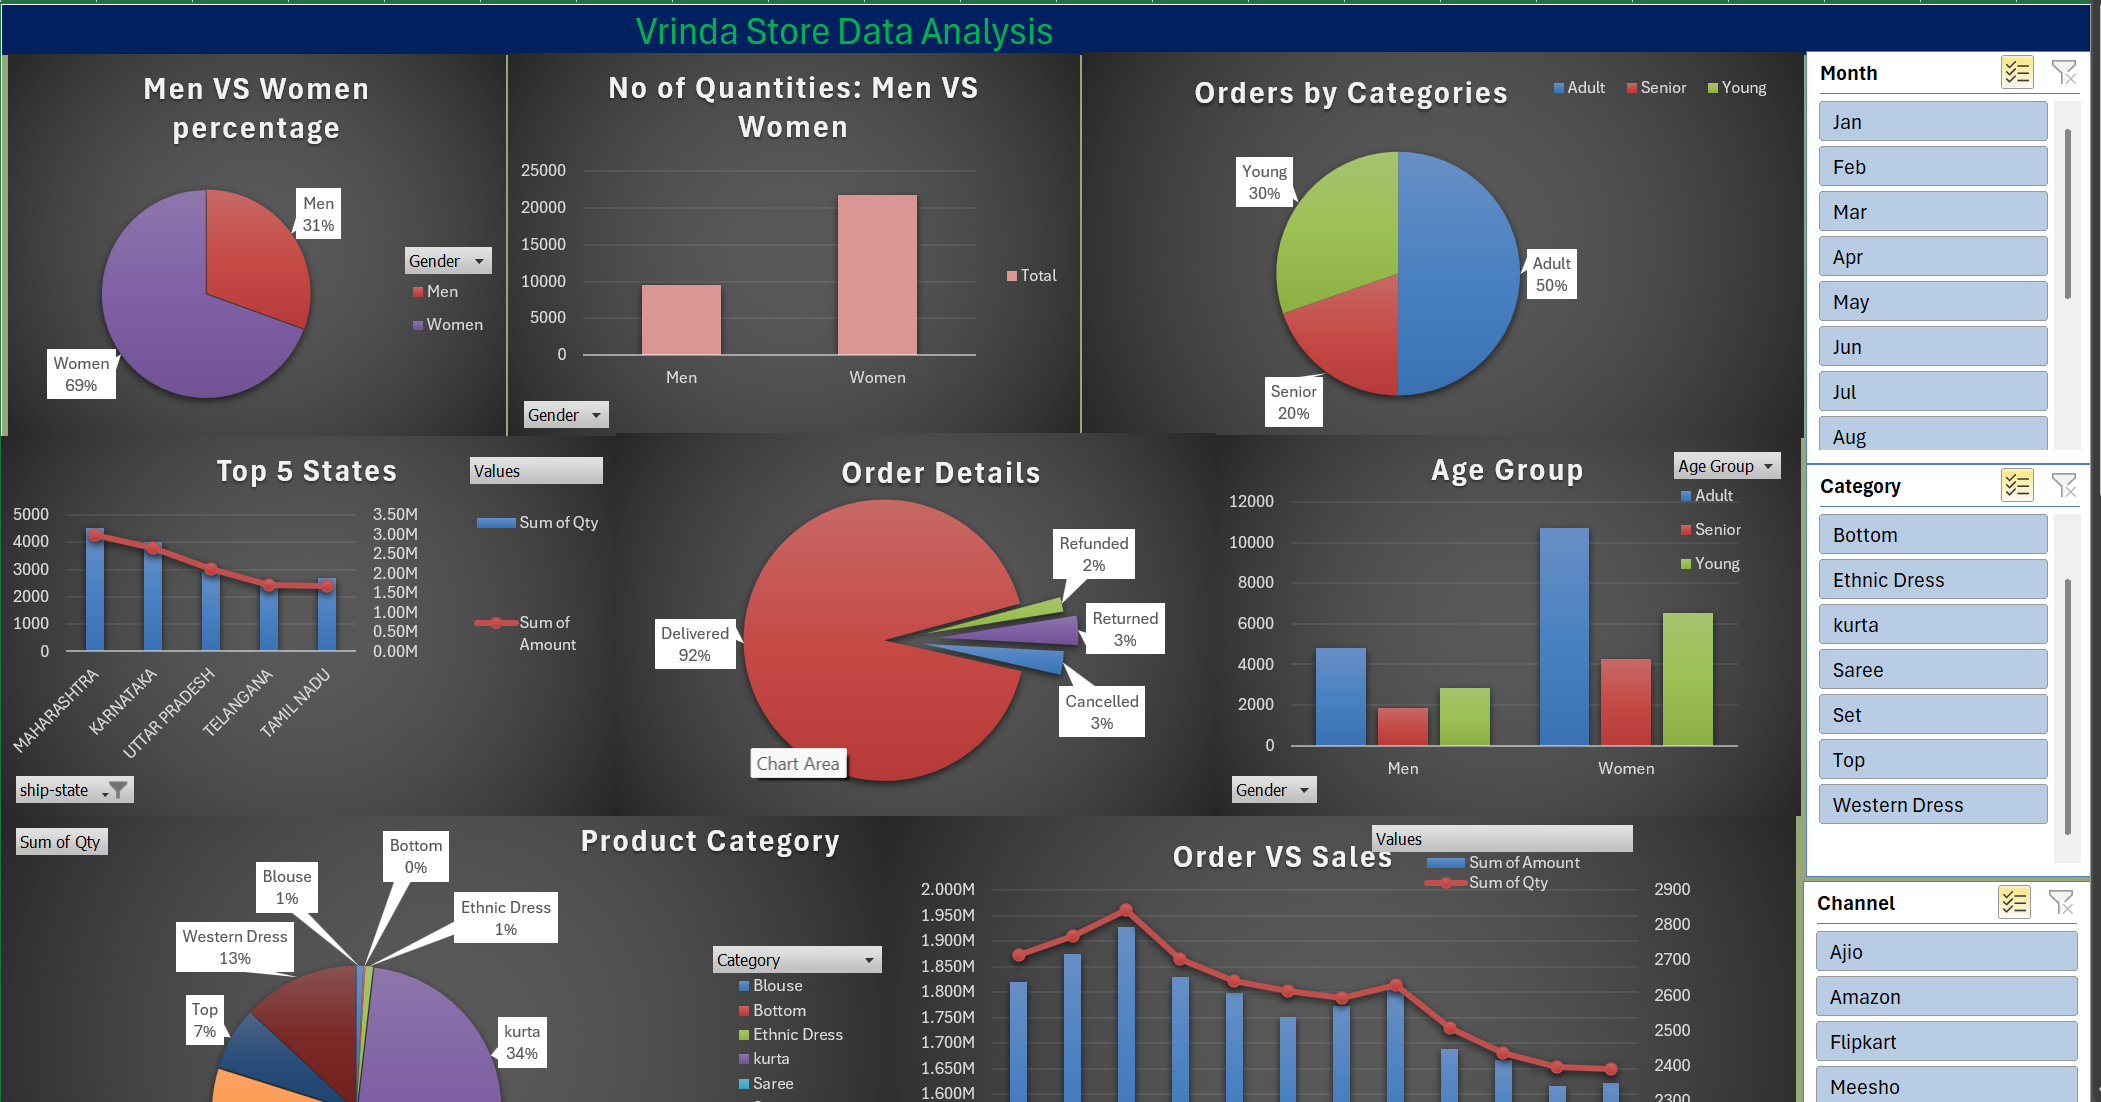 Vrinda Store Data Analysis
Men VS Women
percentage
Men
31%
Women
69%
Gender
Men
Women
No of Quantities: Men VS
Women
25000
20000
15000
10000
5000
0
Men
Women
Total
Gender
Orders by Categories
Adult
Senior
Young
Young
30%
Adult
50%
Senior
20%
Month
Jan
Feb
Mar
Apr
May
Jun
Jul
Aug
Top 5 States
Values
5000
4000
3000
2000
1000
0
3.50M
3.00M
2.50M
2.00M
1.50M
1.00M
0.50M
0.00M
Sum of Qty
Sum of
Amount
MAHARASHTRA
KARNATAKA
UTTAR PRADESH
TELANGANA
TAMIL NADU
ship-state
Order Details
Refunded
2%
Returned
3%
Delivered
92%
Cancelled
3%
Chart Area
Age Group
Age Group
Adult
Senior
Young
12000
10000
8000
6000
4000
2000
0
Men
Women
Gender
Category
Bottom
Ethnic Dress
kurta
Saree
Set
Top
Western Dress
Sum of Qty
Product Category
Bottom
0%
Blouse
1%
Ethnic Dress
1%
Western Dress
13%
Top
7%
kurta
34%
Category
Blouse
Bottom
Ethnic Dress
kurta
Saree
Order VS Sales
Values
Sum of Amount
Sum of Qty
2.000M
1.950M
1.900M
1.850M
1.800M
1.750M
1.700M
1.650M
1.600M
2900
2800
2700
2600
2500
2400
2300
Channel
Ajio
Amazon
Flipkart
Meesho